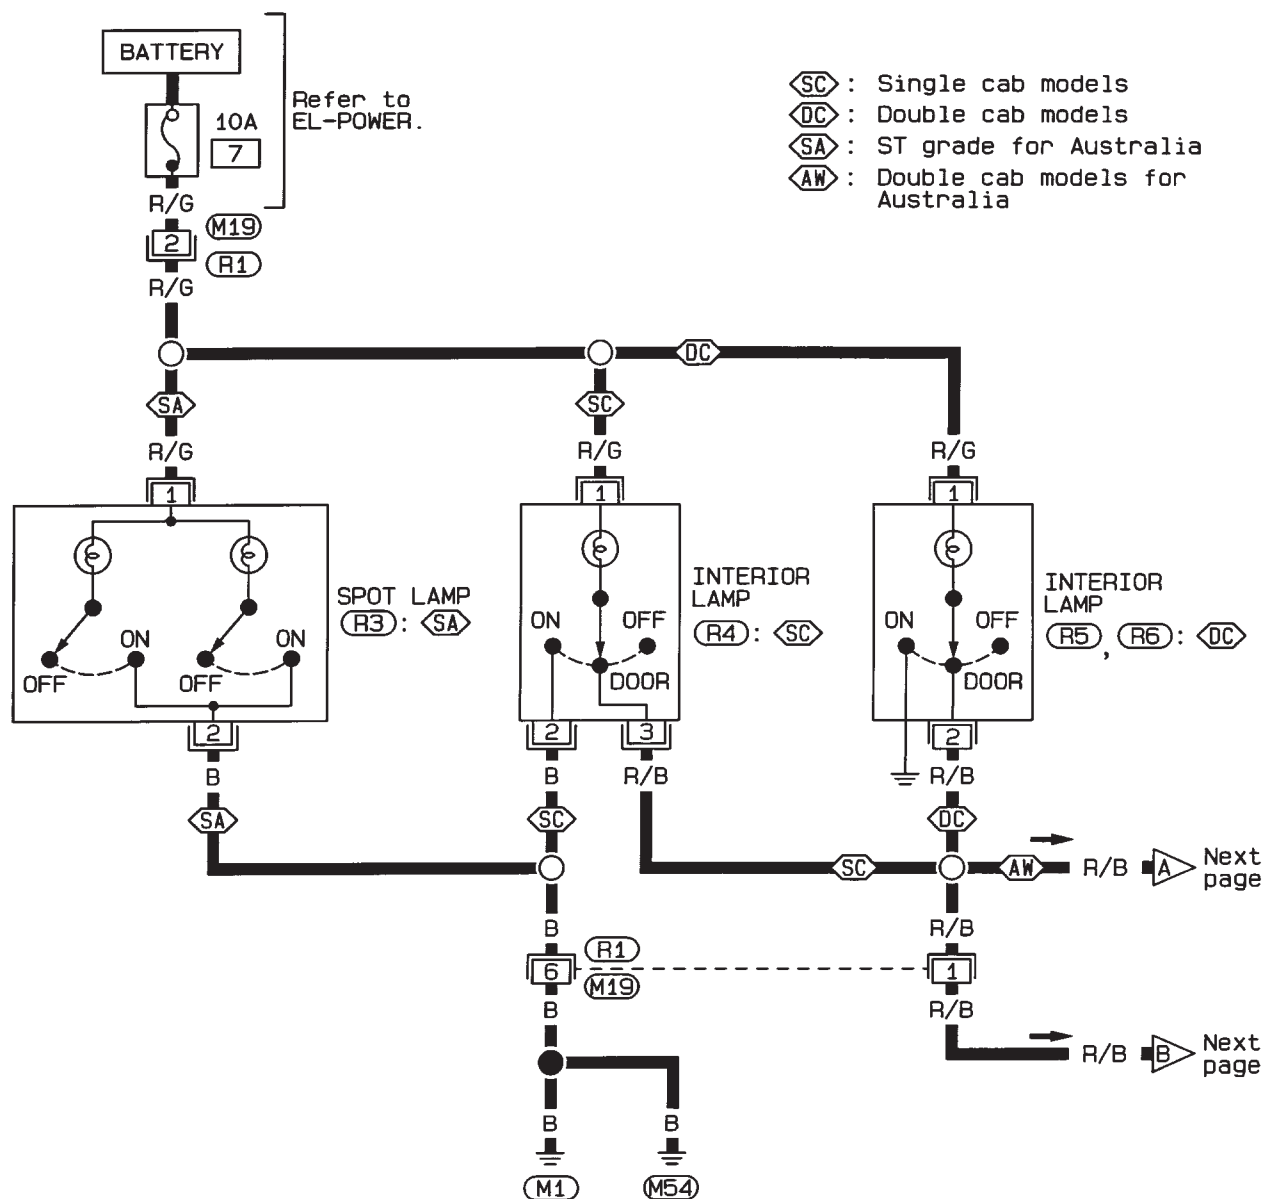 BATTERY
Refer to
EL-POWER.
10A
7
R/G
M19
2
R1
R/G
SC : Single cab models
DC : Double cab models
SA : ST grade for Australia
AW : Double cab models for
Australia
DC
SA
SC
R/G
R/G
R/G
1
1
1
SPOT LAMP
R3 : SA
ON
ON
OFF
OFF
INTERIOR
LAMP
R4 : SC
ON
OFF
DOOR
INTERIOR
LAMP
R5 , R6 : DC
ON
OFF
DOOR
2
2
3
2
B
B
R/B
R/B
SA
SC
DC
SC
AW
R/B
A
Next
page
B
R/B
R1
6
1
M19
B
R/B
R/B
B
Next
page
B
B
M1
M54